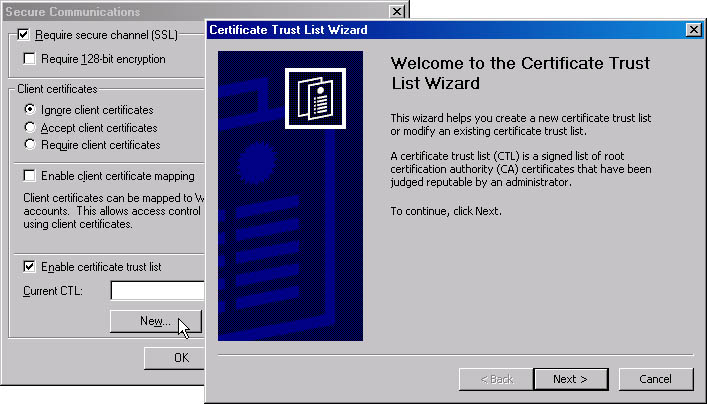 Secure Communications
Require secure channel (SSL)
Require 128-bit encryption
Client certificates
Ignore client certificates
Accept client certificates
Require client certificates
Enable client certificate mapping
Client certificates can be mapped to W
accounts. This allows access control
using client certificates.
Enable certificate trust list
Current CTL:
New...
OK
Certificate Trust List Wizard
Welcome to the Certificate Trust
List Wizard
This wizard helps you create a new certificate trust list
or modify an existing certificate trust list.
A certificate trust list (CTL) is a signed list of root
certification authority (CA) certificates that have been
judged reputable by an administrator.
To continue, click Next.
< Back
Next >
Cancel